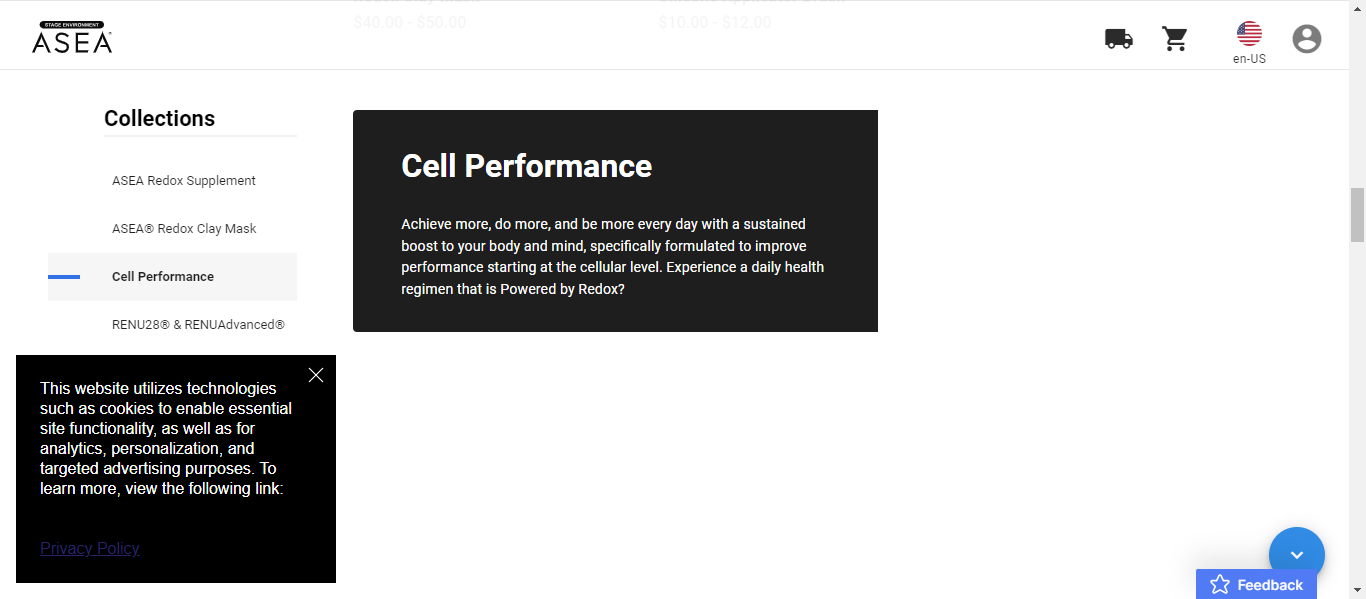 $40.00 - $50.00
$10.00 - $12.00
STAGE ENVIRONMENT
ASEA
en-US
Collections
ASEA Redox Supplement
ASEA® Redox Clay Mask
Cell Performance
RENU28® & RENUAdvanced®
Cell Performance
Achieve more, do more, and be more every day with a sustained
boost to your body and mind, specifically formulated to improve
performance starting at the cellular level. Experience a daily health
regimen that is Powered by Redox?
This website utilizes technologies
such as cookies to enable essential
site functionality, as well as for
analytics, personalization, and
targeted advertising purposes. To
learn more, view the following link:
Privacy Policy
Feedback